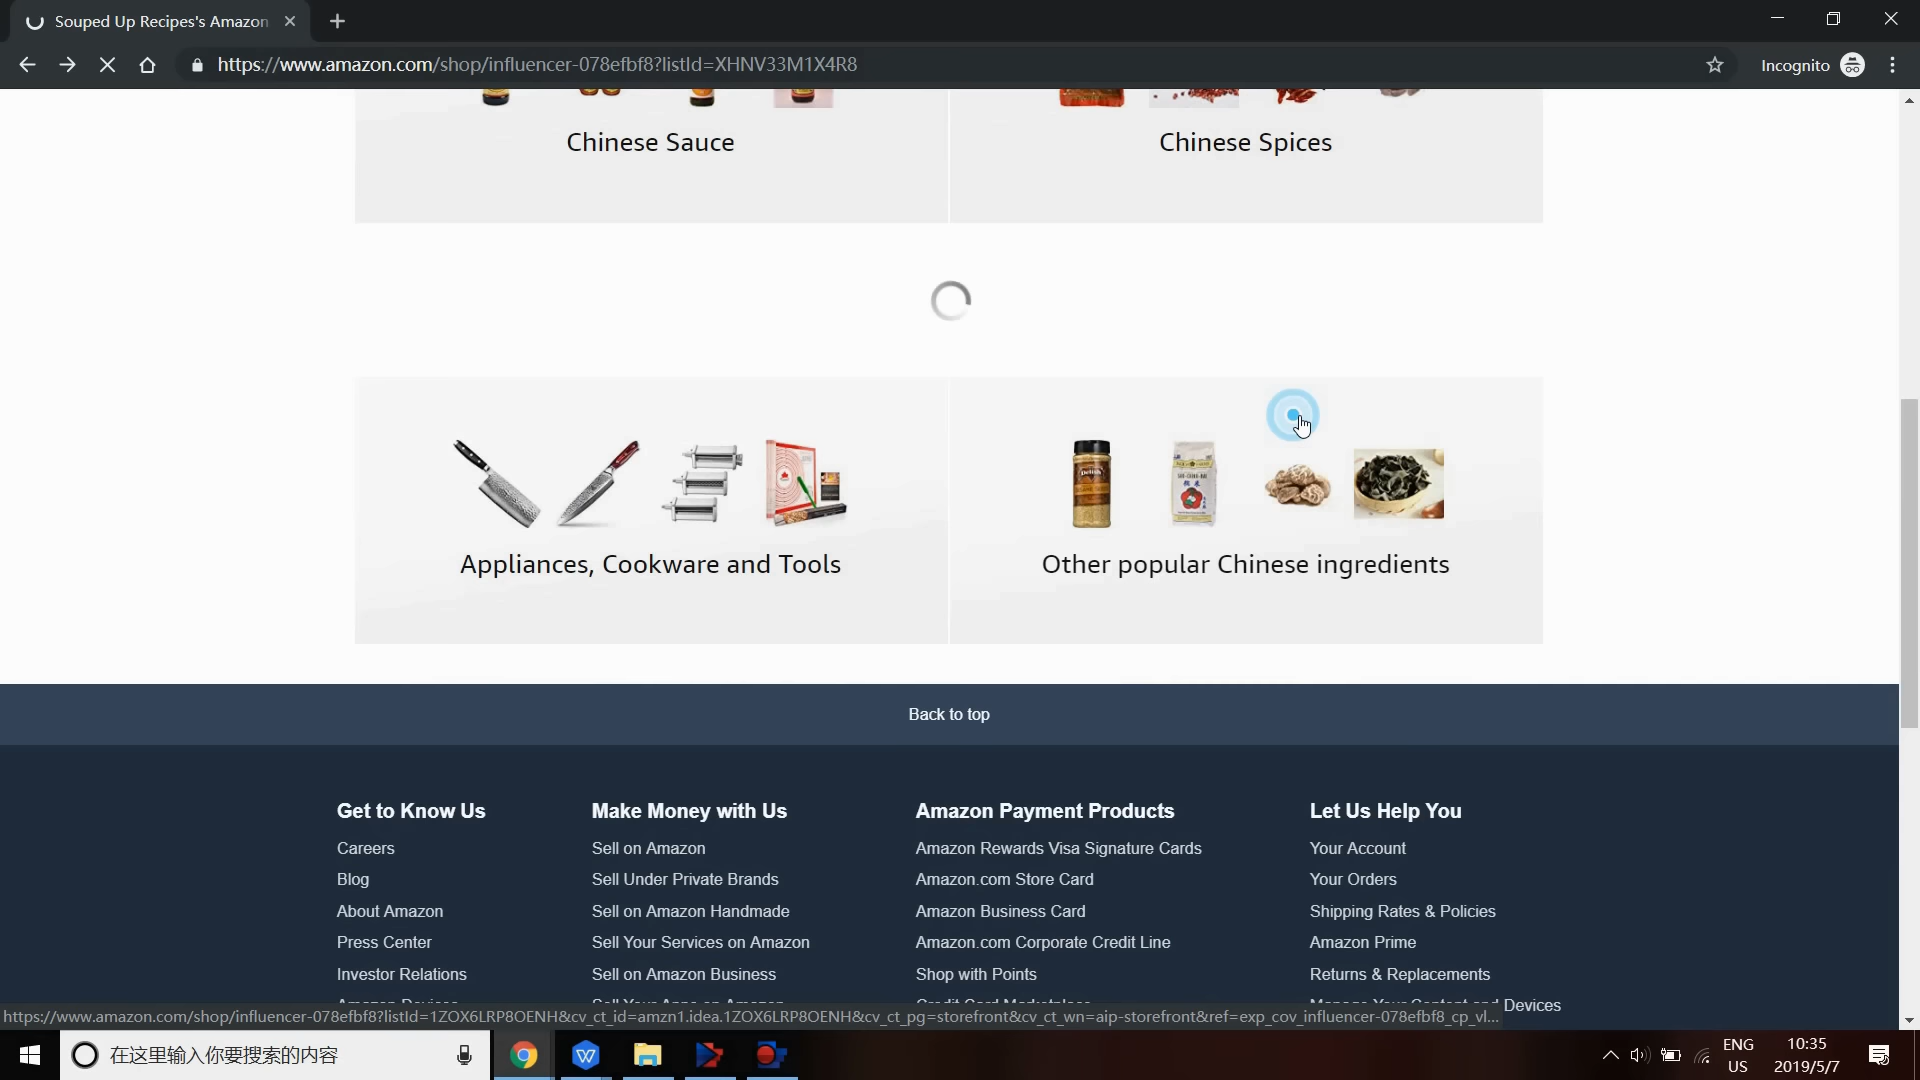 Souped Up Recipes's Amazon
https://www.amazon.com/shop/influencer-078efbf8?listId=XHNV33M1X4R8
Incognito
Chinese Sauce
Chinese Spices
Appliances, Cookware and Tools
Other popular Chinese ingredients
Back to top
Get to Know Us
Careers
Blog
About Amazon
Press Center
Investor Relations
Amazon Devices
Make Money with Us
Sell on Amazon
Sell Under Private Brands
Sell on Amazon Handmade
Sell Your Services on Amazon
Sell on Amazon Business
Sell Your Apps on Amazon
Amazon Payment Products
Amazon Rewards Visa Signature Cards
Amazon.com Store Card
Amazon Business Card
Amazon.com Corporate Credit Line
Shop with Points
Credit Card Marketplace
Let Us Help You
Your Account
Your Orders
Shipping Rates & Policies
Amazon Prime
Returns & Replacements
Manage Your Content and Devices
https://www.amazon.com/shop/influencer-078efbf8?listId=1ZOX6LRP8OENH&cv_ct_id=amzn1.idea.1ZOX6LRP8OENH&cv_ct_pg=storefront&cv_ct_wn=aip-storefront&ref=exp_cov_influencer-078efbf8_cp_vl...
在这里输入你要搜索的内容
ENG
US
10:35
2019/5/7